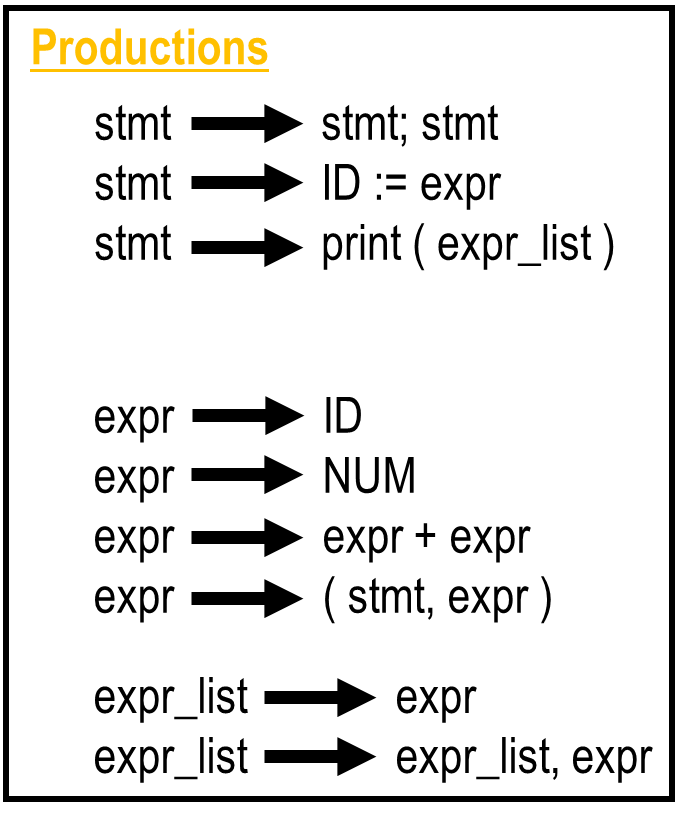 Productions
stmt → stmt; stmt
stmt → ID := expr
stmt → print ( expr_list )
expr → ID
expr → NUM
expr → expr + expr
expr → ( stmt, expr )
expr_list → expr
expr_list → expr_list, expr